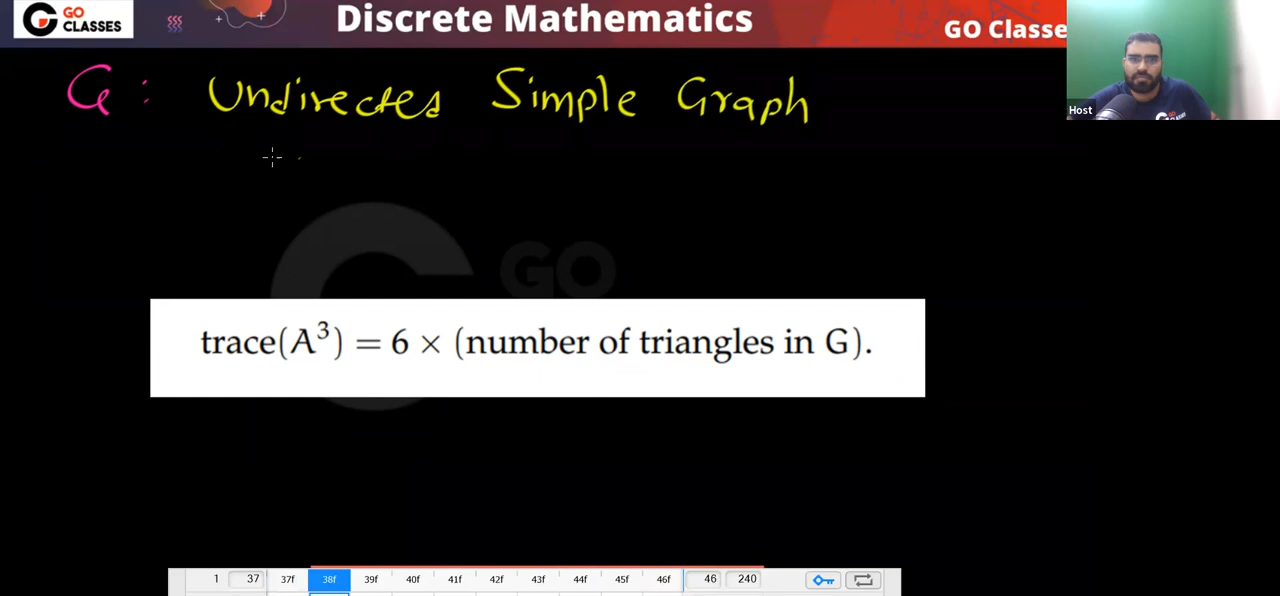 GO CLASSES
Discrete Mathematics
GO Classe
G : Undirectes Simple Graph
Host
GO
trace(A³) = 6 × (number of triangles in G).
1 37 37f 38f 39f 40f 41f 42f 43f 44f 45f 46f 46 240